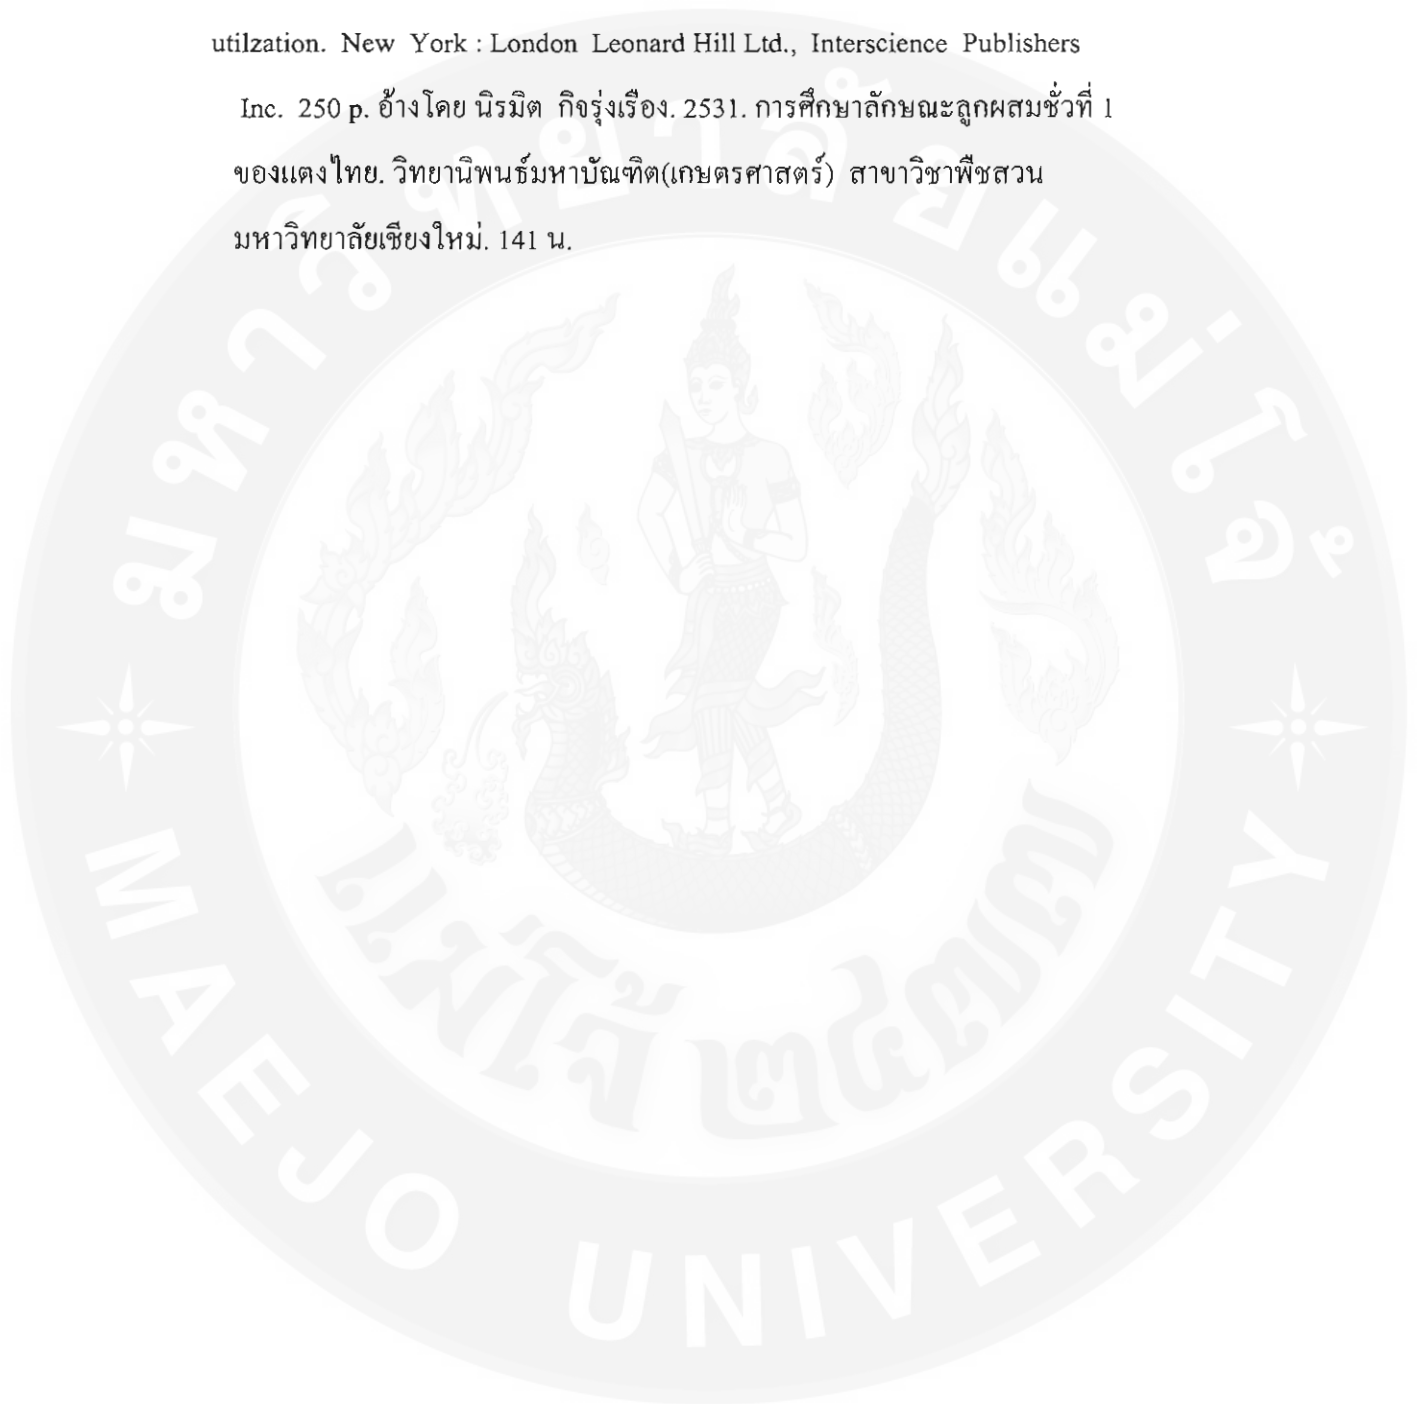 utilzation. New York : London Leonard Hill Ltd., Interscience Publishers
Inc. 250 p. อ้างโดย นิรมิต กิจรุ่งเรือง. 2531. การศึกษาลักษณะลูกผสมชั่วที่ 1
ของแตงไทย. วิทยานิพนธ์มหาบัณฑิต(เกษตรศาสตร์) สาขาวิชาพืชสวน
มหาวิทยาลัยเชียงใหม่. 141 น.
มหาวิทยาลัยแม่โจ้
แม่โจ้ ๒๔๗๗
MAEJO UNIVERSITY